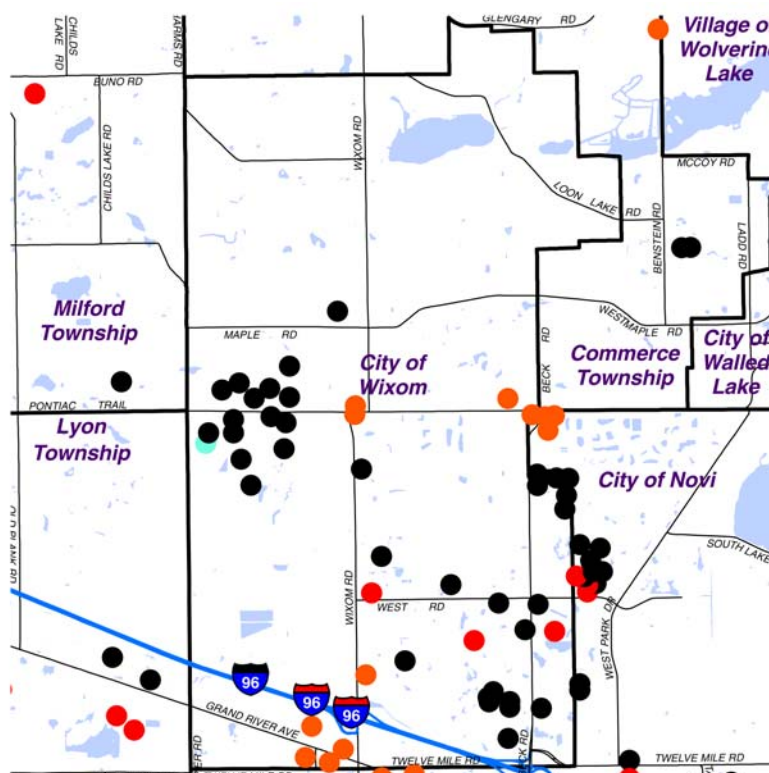 GLENGARY RD
CHILDS
LAKE RD
Village of
Wolverine
Lake
BUNO RD
CHILDS LAKE RD
WIXOM RD
MCCOY RD
LOON LAKE RD
BENSTEIN RD
LADD RD
Milford
Township
MAPLE RD
WESTMAPLE RD
City of
Wixom
BECK RD
Commerce
Township
City of
Walled
Lake
PONTIAC TRAIL
Lyon
Township
City of Novi
SOUTH LAKE
WIXOM RD
WEST RD
WEST PARK DR
96
96
96
GRAND RIVER AVE
TWELVE MILE RD
TWELVE MILE RD